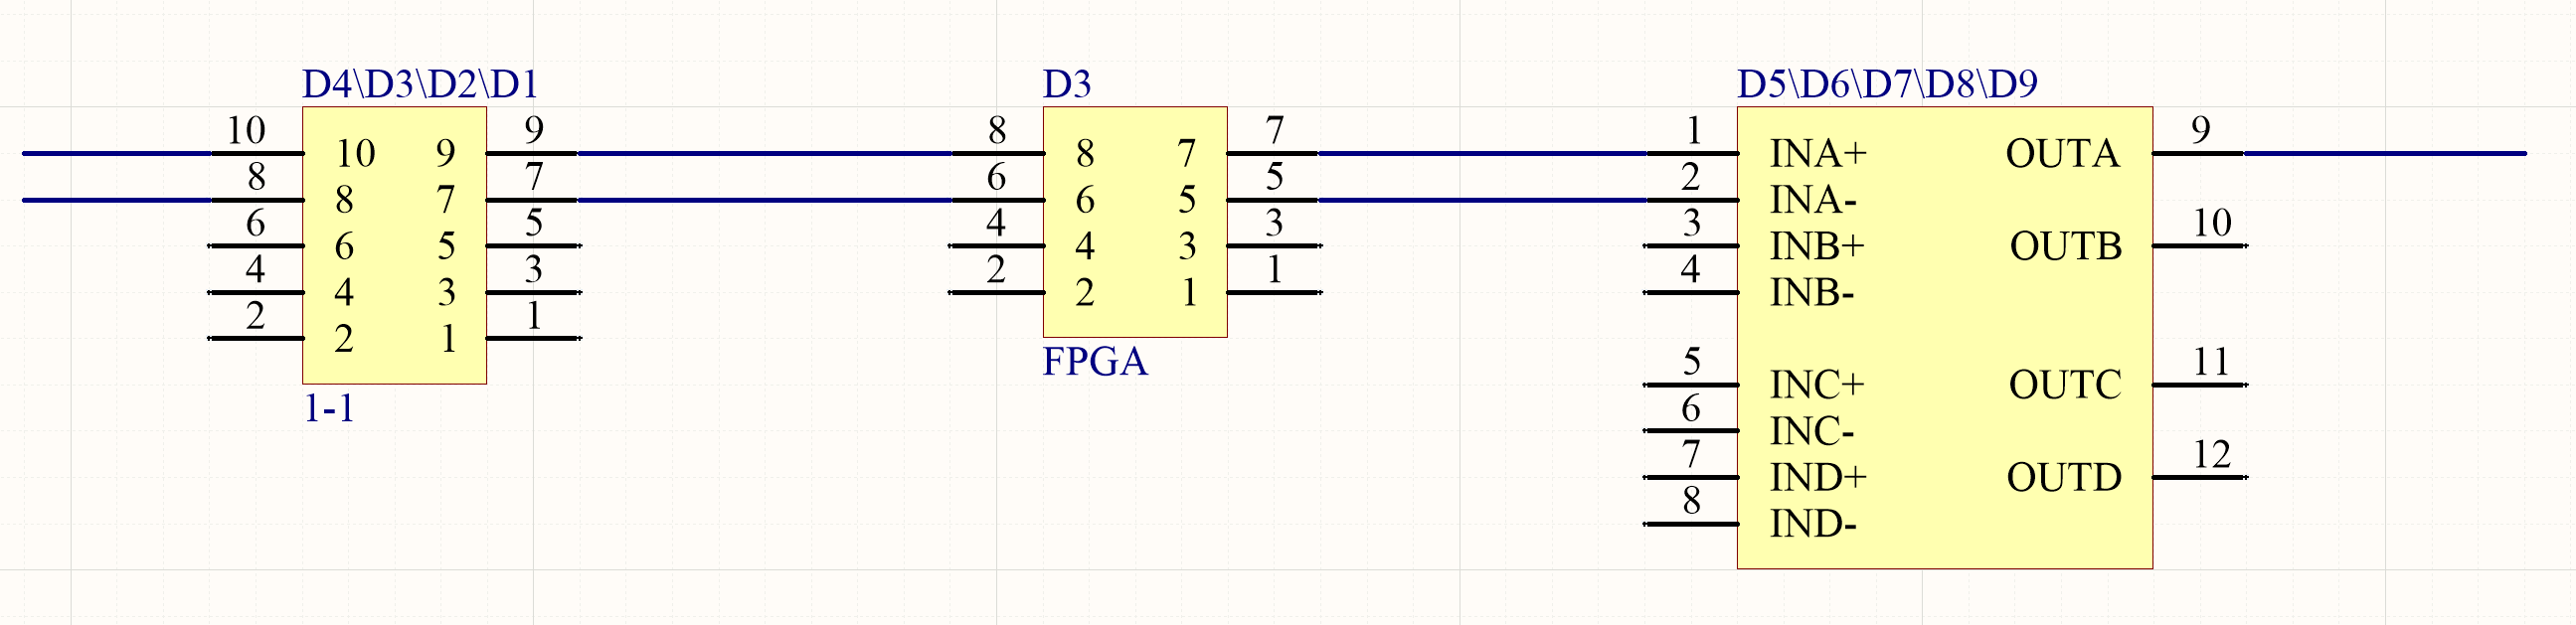 D4\D3\D2\D1
D3
D5\D6\D7\D8\D9
10 10 9 9
8 8 7 7
6 6 5 5
4 4 3 3
2 2 1 1
1-1
8 8 7 7
6 6 5 5
4 4 3 3
2 2 1 1
FPGA
1 INA+ OUTA 9
2 INA-
3 INB+ OUTB 10
4 INB-
5 INC+ OUTC 11
6 INC-
7 IND+ OUTD 12
8 IND-